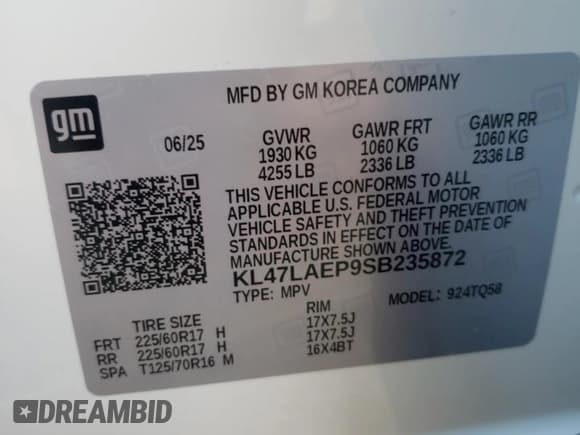 MFD BY GM KOREA COMPANY
gm
06/25 GVWR GAWR FRT GAWR RR
1930 KG 1060 KG 1060 KG
4255 LB 2336 LB 2336 LB
THIS VEHICLE CONFORMS TO ALL
APPLICABLE U.S. FEDERAL MOTOR
VEHICLE SAFETY AND THEFT PREVENTION
STANDARDS IN EFFECT ON THE DATE OF
MANUFACTURE SHOWN ABOVE.
KL47LAEP9SB235872
TYPE: MPV MODEL: 924TQ58
TIRE SIZE RIM
FRT 225/60R17 H 17X7.5J
RR 225/60R17 H 17X7.5J
SPA T125/70R16 M 16X4BT
DREAMBID